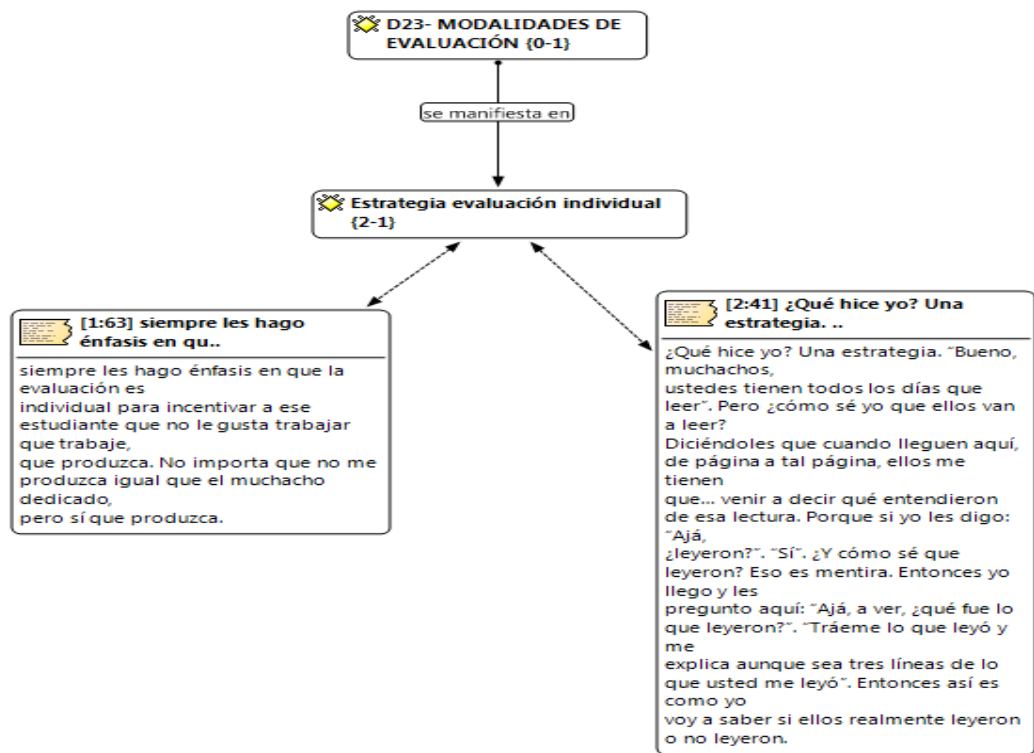 D23- MODALIDADES DE
EVALUACIÓN {0-1}
se manifiesta en
Estrategia evaluación individual
{2-1}
[1:63] siempre les hago
énfasis en qu..
siempre les hago énfasis en que la
evaluación es
individual para incentivar a ese
estudiante que no le gusta trabajar
que trabaje,
que produzca. No importa que no me
produzca igual que el muchacho
dedicado,
pero sí que produzca.
[2:41] ¿Qué hice yo? Una
estrategia. ..
¿Qué hice yo? Una estrategia. “Bueno,
muchachos,
ustedes tienen todos los días que
leer”. Pero ¿cómo sé yo que ellos van
a leer?
Diciéndoles que cuando lleguen aquí,
de página a tal página, ellos me
tienen
que... venir a decir qué entendieron
de esa lectura. Porque si yo les digo:
“Ajá,
¿leyeron?”. “Sí”. ¿Y cómo sé que
leyeron? Eso es mentira. Entonces yo
llego y les
pregunto aquí: “Ajá, a ver, ¿qué fue lo
que leyeron?”. “Tráeme lo que leyó y
me
explica aunque sea tres líneas de lo
que usted me leyó”. Entonces así es
como yo
voy a saber si ellos realmente leyeron
o no leyeron.